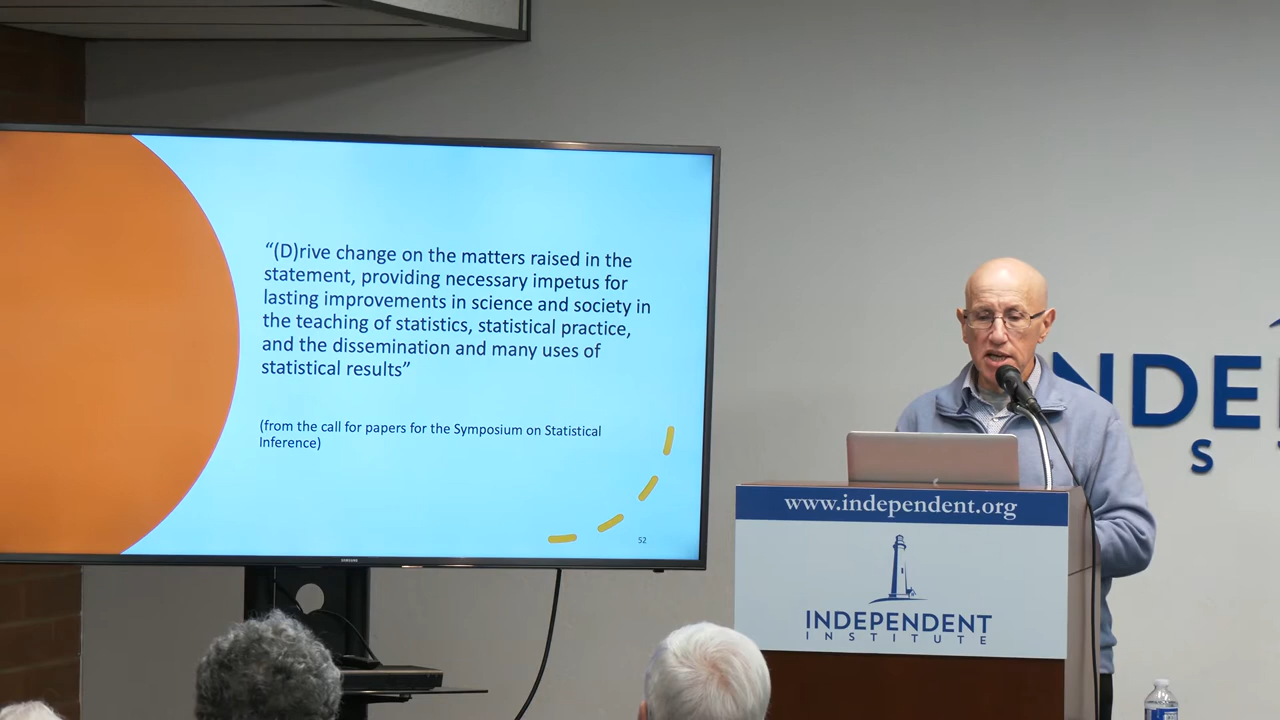 “(D)rive change on the matters raised in the
statement, providing necessary impetus for
lasting improvements in science and society in
the teaching of statistics, statistical practice,
and the dissemination and many uses of
statistical results”
(from the call for papers for the Symposium on Statistical
Inference)
52
SAMSUNG
www.independent.org
INDEPENDENT
INSTITUTE
NDE
S